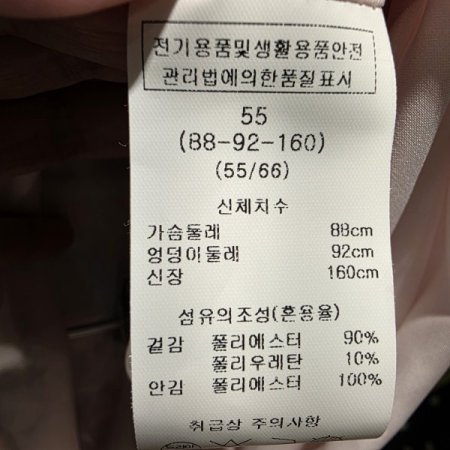 전기용품및생활용품안전
관리법에의한품질표시
55
(88-92-160)
(55/66)
신체치수
가슴둘레 88cm
엉덩이둘레 92cm
신장 160cm
섬유의조성(혼용율)
겉감 폴리에스터 90%
폴리우레탄 10%
안김 폴리에스터 100%
취급상 주의사항